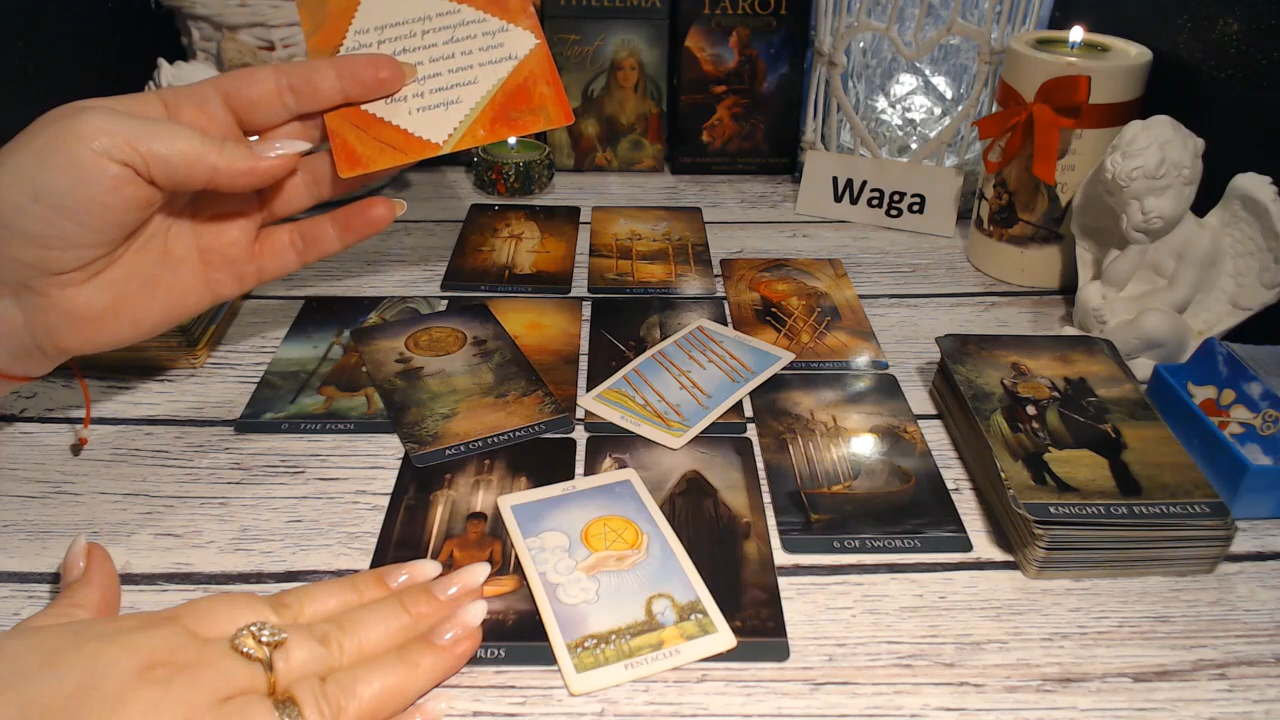 Nie ograniczają mnie
żadne przeszłe przemyślenia.
dobieram własne myśli
świat na nowo
nowe wnioski.
Chcę się zmieniać
i rozwijać.
THELEMA
Tarot
TAROT
Waga
XI - JUSTICE
4 OF WANDS
OF WANDS
0 - THE FOOL
ACE OF PENTACLES
WANDS
6 OF SWORDS
KNIGHT OF PENTACLES
ACE
PENTACLES
RDS